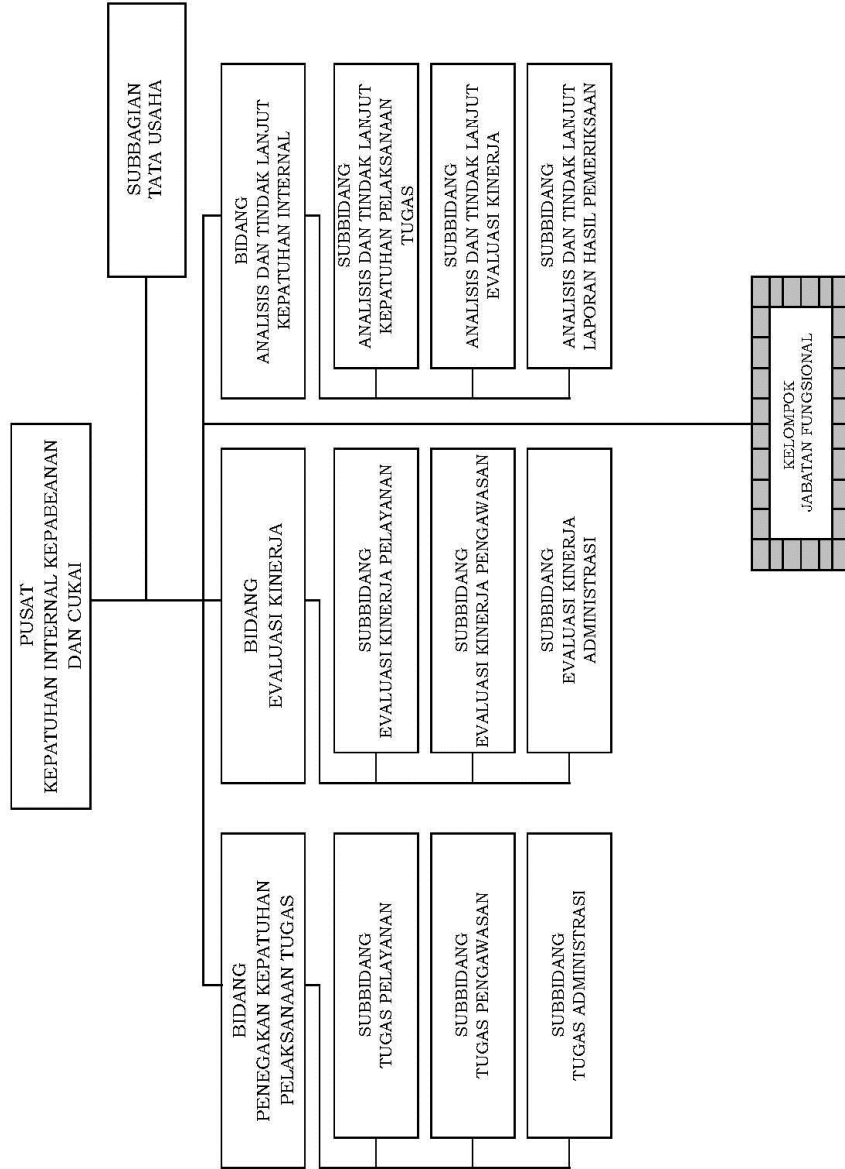 PUSAT
KEPATUHAN INTERNAL KEPABEANAN
DAN CUKAI
SUBBAGIAN
TATA USAHA
BIDANG
PENEGAKAN KEPATUHAN
PELAKSANAAN TUGAS
SUBBIDANG
TUGAS PELAYANAN
SUBBIDANG
TUGAS PENGAWASAN
SUBBIDANG
TUGAS ADMINISTRASI
BIDANG
EVALUASI KINERJA
SUBBIDANG
EVALUASI KINERJA PELAYANAN
SUBBIDANG
EVALUASI KINERJA PENGAWASAN
SUBBIDANG
EVALUASI KINERJA
ADMINISTRASI
BIDANG
ANALISIS DAN TINDAK LANJUT
KEPATUHAN INTERNAL
SUBBIDANG
ANALISIS DAN TINDAK LANJUT
KEPATUHAN PELAKSANAAN
TUGAS
SUBBIDANG
ANALISIS DAN TINDAK LANJUT
EVALUASI KINERJA
SUBBIDANG
ANALISIS DAN TINDAK LANJUT
LAPORAN HASIL PEMERIKSAAN
KELOMPOK
JABATAN FUNGSIONAL